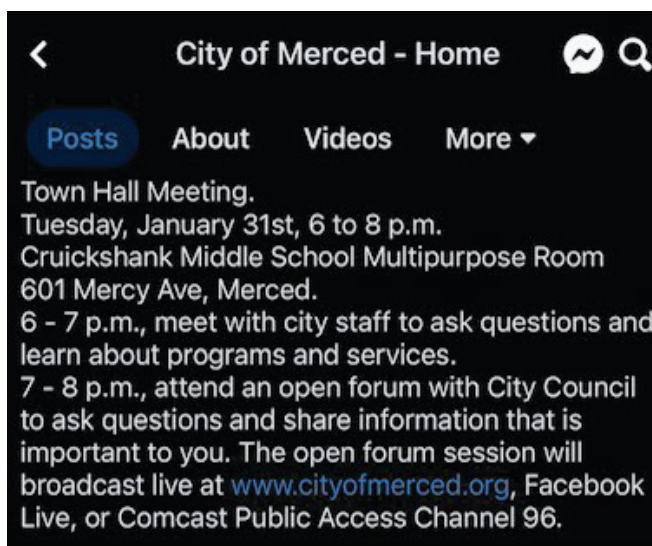 City of Merced - Home
Posts About Videos More
Town Hall Meeting.
Tuesday, January 31st, 6 to 8 p.m.
Cruickshank Middle School Multipurpose Room
601 Mercy Ave, Merced.
6 - 7 p.m., meet with city staff to ask questions and
learn about programs and services.
7 - 8 p.m., attend an open forum with City Council
to ask questions and share information that is
important to you. The open forum session will
broadcast live at www.cityofmerced.org, Facebook
Live, or Comcast Public Access Channel 96.